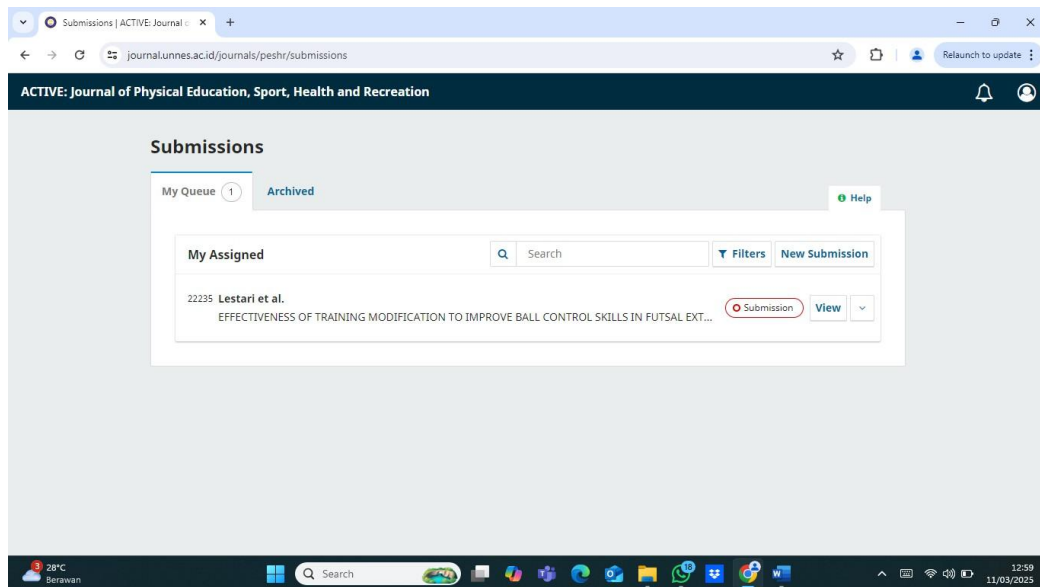 Submissions | ACTIVE: Journal o
journal.unnes.ac.id/journals/peshr/submissions
Relaunch to update
ACTIVE: Journal of Physical Education, Sport, Health and Recreation
Submissions
My Queue 1
Archived
Help
My Assigned
Search
Filters
New Submission
22235 Lestari et al.
EFFECTIVENESS OF TRAINING MODIFICATION TO IMPROVE BALL CONTROL SKILLS IN FUTSAL EXT...
Submission
View
3
28°C
Berawan
Search
18
12:59
11/03/2025